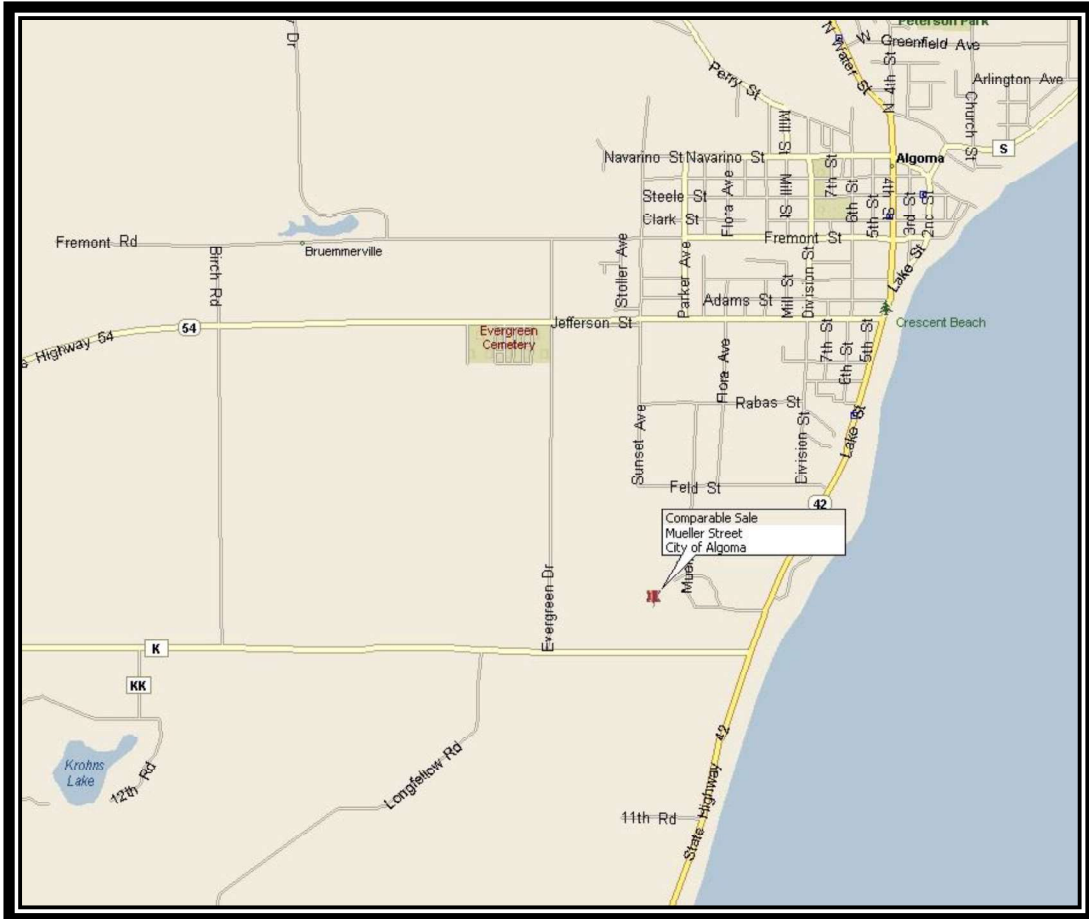 Peterson Park
W Greenfield Ave
N Water St
N 4th St
Arlington Ave
Church St
S
Perry St
y Dr
Mill St
Navarino St
Navarino St
Algoma
Steele St
Flora Ave
Mill St
7th St
6th St
5th St
4th St
3rd St
2nd St
Clark St
Fremont St
Fremont Rd
Bruemmerville
Birch Rd
Stoller Ave
Parker Ave
Adams St
Mill St
Division St
Lake St
Highway 54
54
Jefferson St
Evergreen
Cemetery
Crescent Beach
Flora Ave
7th St
6th St
5th St
Rabas St
Sunset Ave
Division St
Lake St
Feld St
42
Comparable Sale
Mueller Street
City of Algoma
Muel
Evergreen Dr
K
KK
Krohns
Lake
12th Rd
Longfellow Rd
State Highway 42
11th Rd